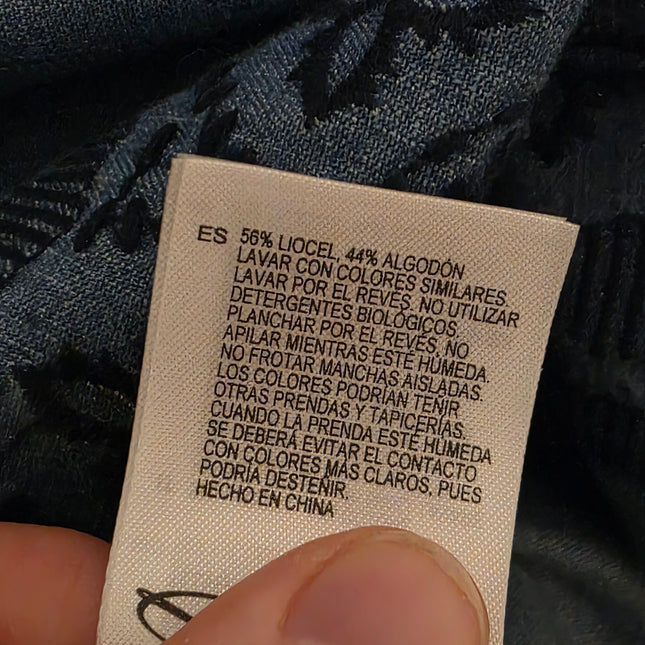 ES 56% LIOCEL, 44% ALGODÓN
LAVAR CON COLORES SIMILARES.
LAVAR POR EL REVES. NO UTILIZAR
DETERGENTES BIOLÓGICOS.
PLANCHAR POR EL REVES. NO
APILAR MIENTRAS ESTÉ HÚMEDA.
NO FROTAR MANCHAS AISLADAS.
LOS COLORES PODRÍAN TEÑIR
OTRAS PRENDAS Y TAPICERÍAS.
CUANDO LA PRENDA ESTÉ HÚMEDA
SE DEBERÁ EVITAR EL CONTACTO
CON COLORES MÁS CLAROS, PUES
PODRÍA DESTEÑIR.
HECHO EN CHINA